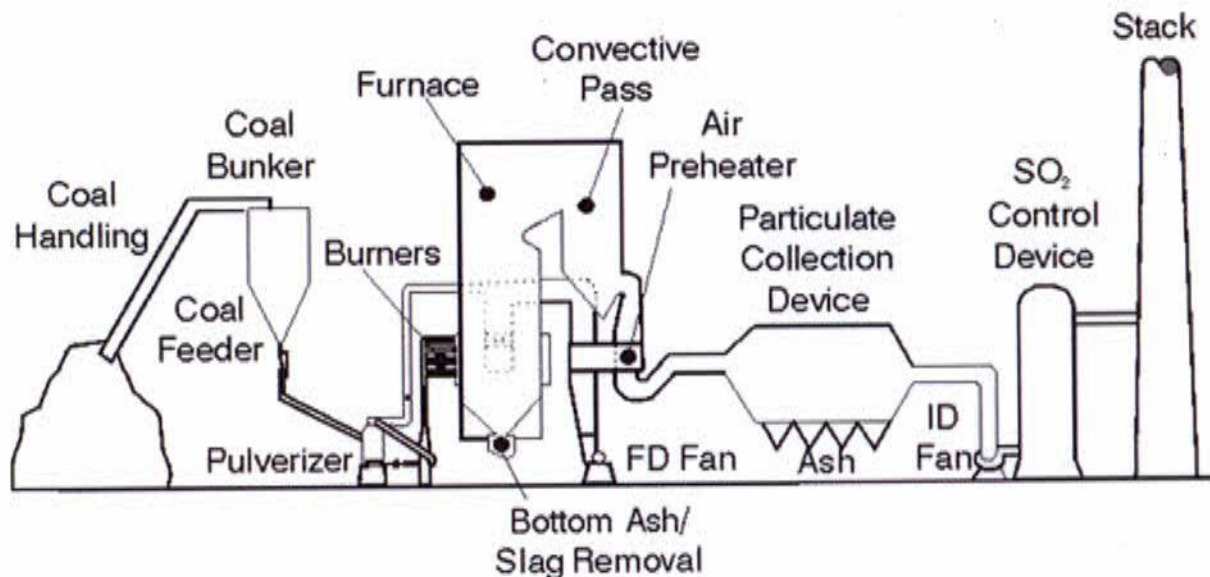 Stack
Convective
Pass
Furnace
Air
Preheater
Coal
Bunker
SO₂
Control
Device
Coal
Handling
Particulate
Collection
Device
Burners
Coal
Feeder
Pulverizer
FD Fan
Ash
ID
Fan
Bottom Ash/
Slag Removal